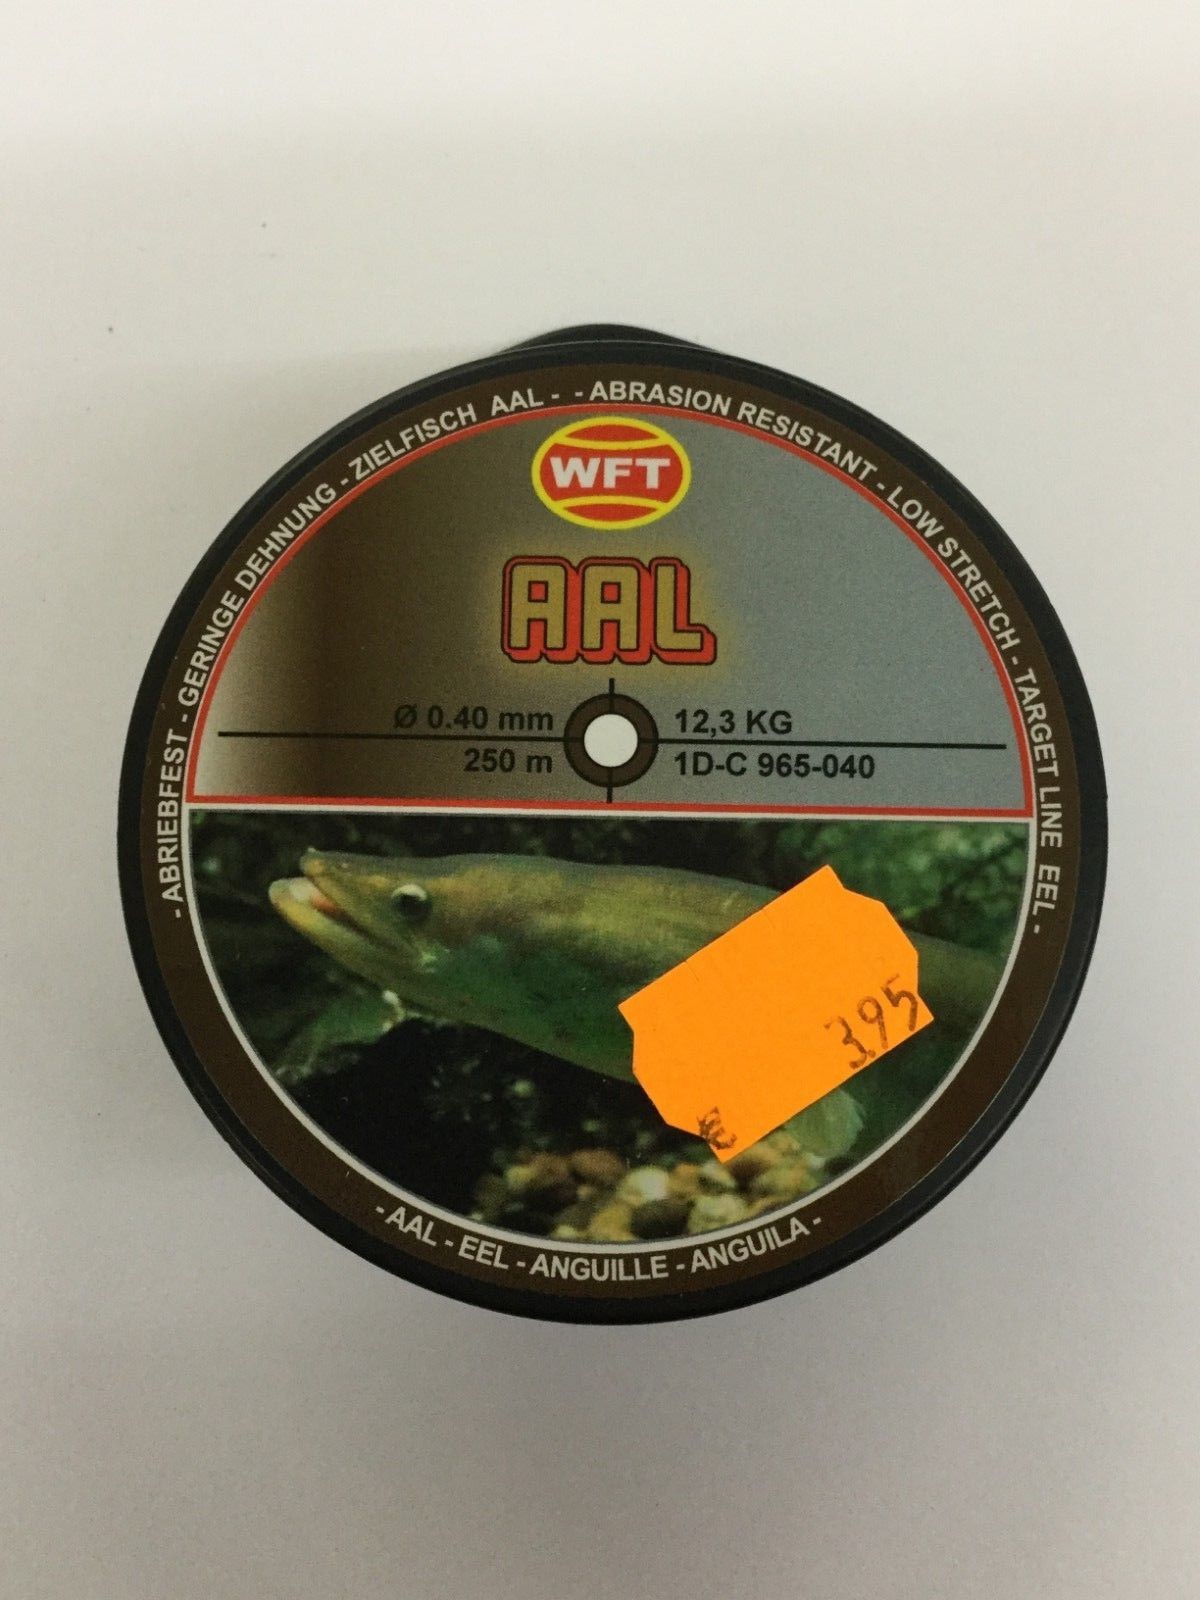 - ABRIEBFEST - GERINGE DEHNUNG - ZIELFISCH AAL -
- ABRASION RESISTANT - LOW STRETCH - TARGET LINE EEL -
WFT
AAL
Ø 0.40 mm 12,3 KG
250 m 1D-C 965-040
3.95
- AAL - EEL - ANGUILLE - ANGUILA -